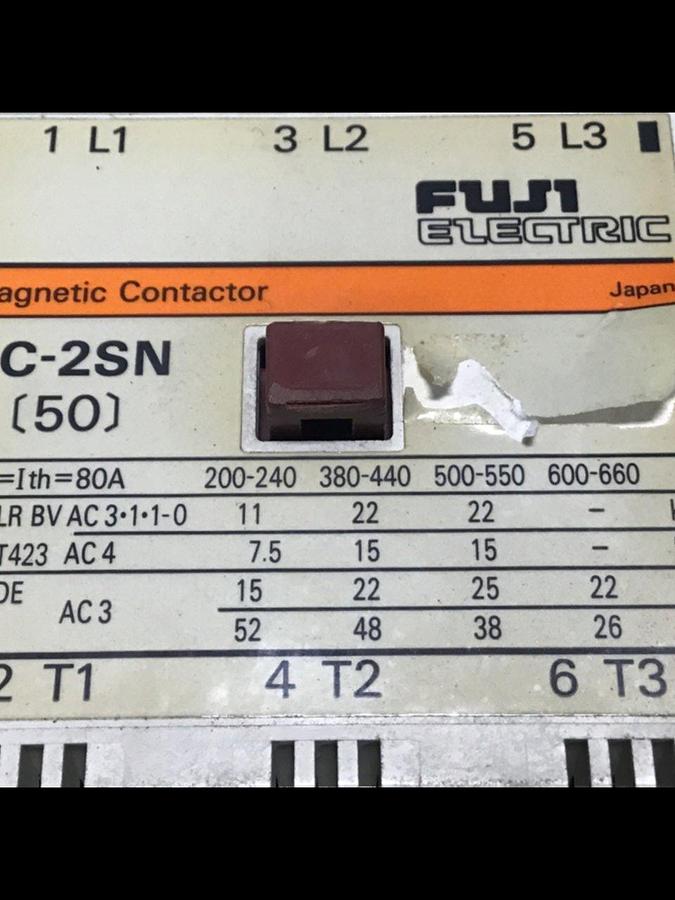 1 L1 3 L2 5 L3
FUJI
ELECTRIC
agnetic Contactor Japan
C-2SN
[50]
=Ith=80A 200-240 380-440 500-550 600-660
LR BV AC 3·1·1-0 11 22 22 –
T423 AC 4 7.5 15 15 –
DE AC 3 15 22 25 22
52 48 38 26
2 T1 4 T2 6 T3